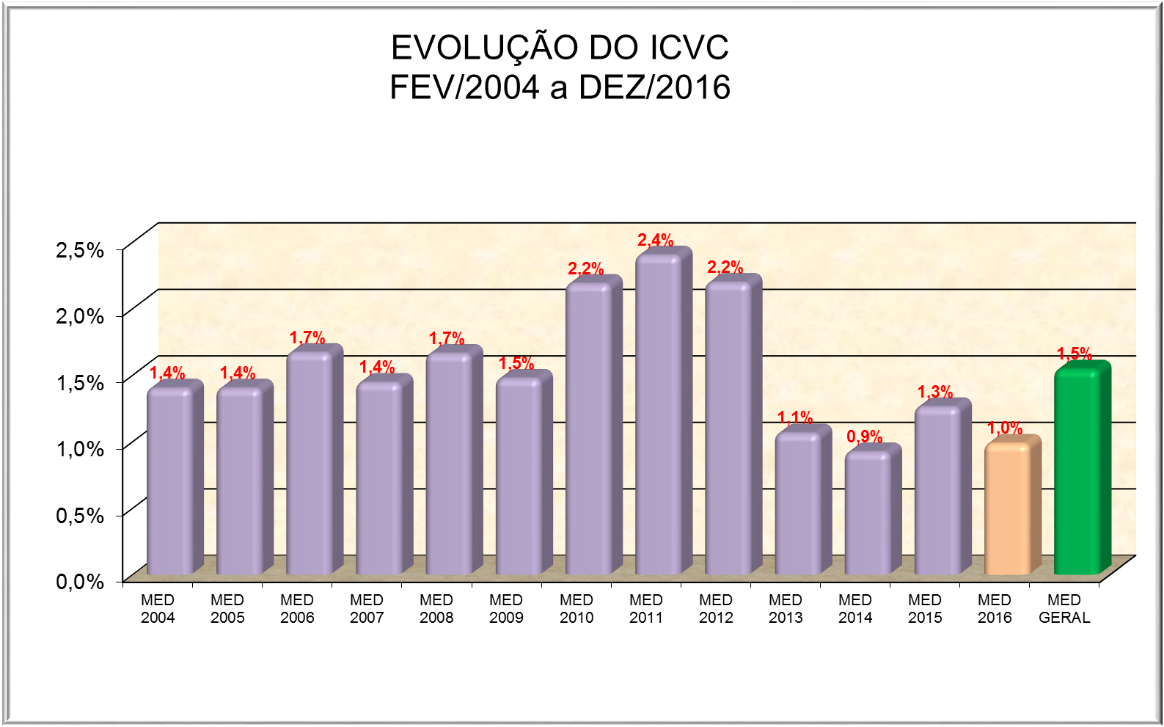 EVOLUÇÃO DO ICVC
FEV/2004 a DEZ/2016
2,5%
2,0%
1,5%
1,0%
0,5%
0,0%
1,4%
1,4%
1,7%
1,4%
1,7%
1,5%
2,2%
2,4%
2,2%
1,1%
0,9%
1,3%
1,0%
1,5%
MED
2004
MED
2005
MED
2006
MED
2007
MED
2008
MED
2009
MED
2010
MED
2011
MED
2012
MED
2013
MED
2014
MED
2015
MED
2016
MED
GERAL